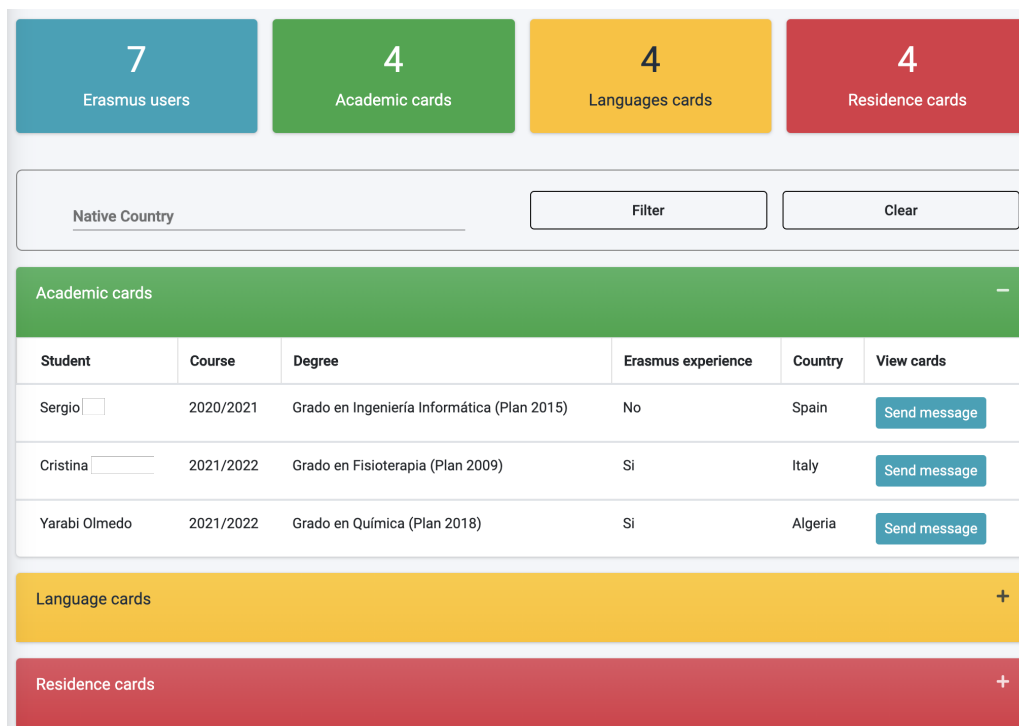 7 4 4 4
Erasmus users Academic cards Languages cards Residence cards
Native Country Filter Clear
Academic cards −
Student Course Degree Erasmus experience Country View cards
Sergio 2020/2021 Grado en Ingeniería Informática (Plan 2015) No Spain Send message
Cristina 2021/2022 Grado en Fisioterapia (Plan 2009) Si Italy Send message
Yarabi Olmedo 2021/2022 Grado en Química (Plan 2018) Si Algeria Send message
Language cards +
Residence cards +